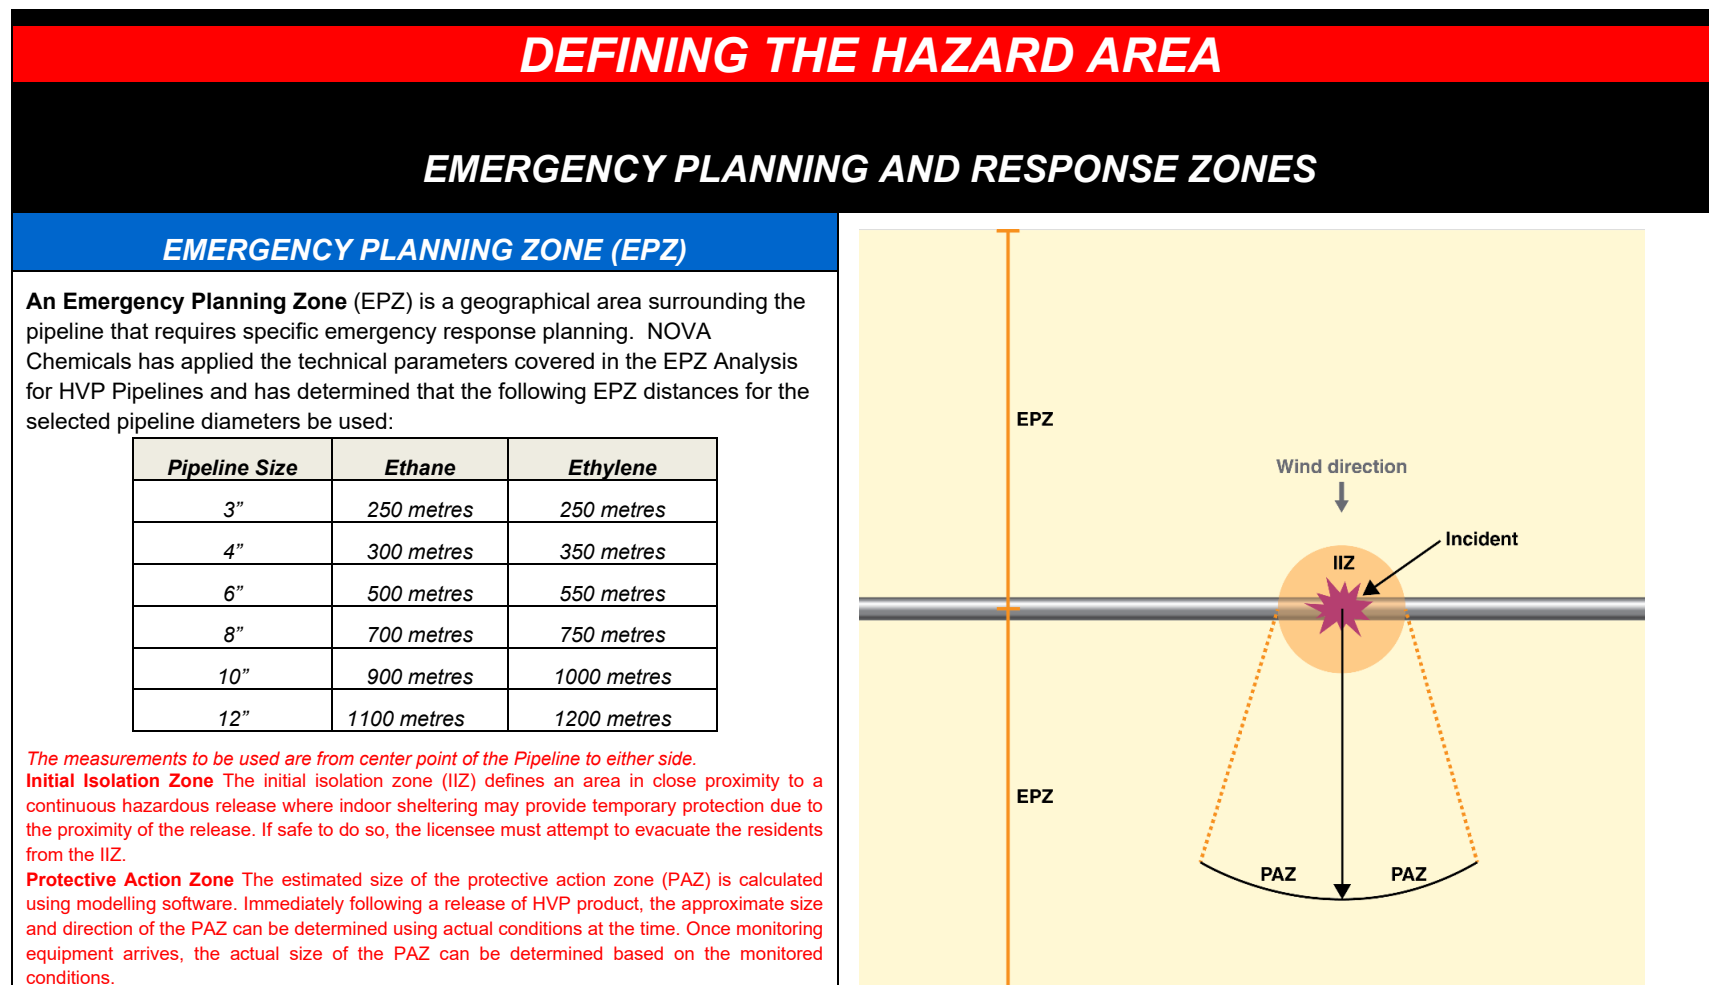 DEFINING THE HAZARD AREA
EMERGENCY PLANNING AND RESPONSE ZONES
EMERGENCY PLANNING ZONE (EPZ)
An Emergency Planning Zone (EPZ) is a geographical area surrounding the
pipeline that requires specific emergency response planning.  NOVA
Chemicals has applied the technical parameters covered in the EPZ Analysis
for HVP Pipelines and has determined that the following EPZ distances for the
selected pipeline diameters be used:
Pipeline Size Ethane Ethylene
3” 250 metres 250 metres
4” 300 metres 350 metres
6” 500 metres 550 metres
8” 700 metres 750 metres
10” 900 metres 1000 metres
12” 1100 metres 1200 metres
The measurements to be used are from center point of the Pipeline to either side.
Initial Isolation Zone The initial isolation zone (IIZ) defines an area in close proximity to a
continuous hazardous release where indoor sheltering may provide temporary protection due to
the proximity of the release. If safe to do so, the licensee must attempt to evacuate the residents
from the IIZ.
Protective Action Zone The estimated size of the protective action zone (PAZ) is calculated
using modelling software. Immediately following a release of HVP product, the approximate size
and direction of the PAZ can be determined using actual conditions at the time. Once monitoring
equipment arrives, the actual size of the PAZ can be determined based on the monitored
conditions.
EPZ
Wind direction
Incident
IIZ
EPZ
PAZ PAZ